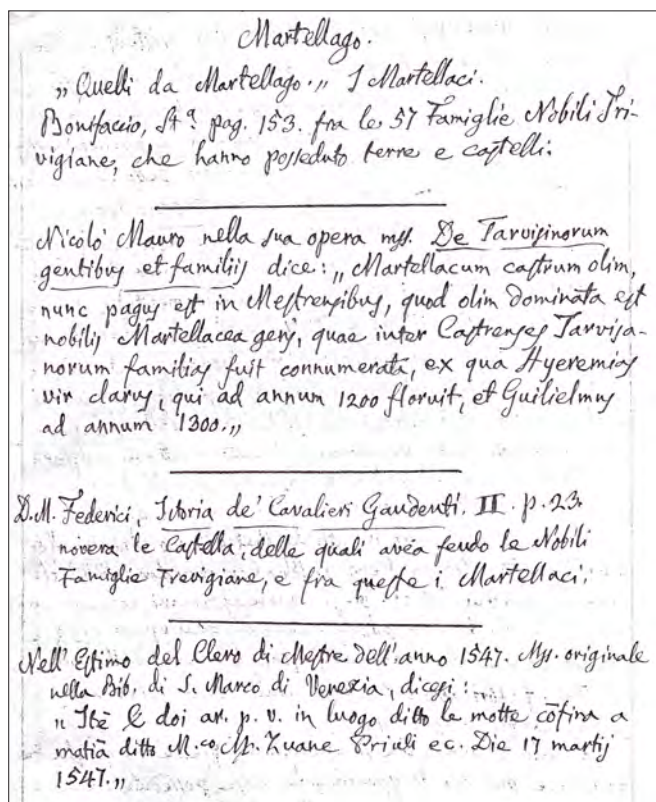 Martellago.
„ Quelli da Martellago. „ I Martellaci.
Bonifaccio, St.ª pag. 153. fra le 57 Famiglie Nobili Tri-
vigiane, che hanno posseduto terre e castelli.
Nicolò Mauro nella sua opera mss. De Tarvisinorum
gentibus et familiis dice: „ Martellacum castrum olim,
nunc pagus est in Mestrensibus, quod olim dominata est
nobilis Martellacea gens, quae inter Castrenses Tarvisa-
norum familias fuit connumerata, ex qua Hyeremias
vir clarus, qui ad annum 1200 floruit, et Guilielmus
ad annum 1300. „
D.M. Federici, Istoria de' Cavalieri Gaudenti. II. p. 23.
novera le Castella, delle quali avea feudo le Nobili
Famiglie Trevigiane, e fra queste i Martellaci.
Nell' Estimo del Clero di Mestre dell' anno 1547. Mss. originale
nella Bib. di S. Marco di Venezia, dicesi:
„ Itē doi ar. p. v. in luogo ditto le motte cōfina a
matiā ditto M.co M. Zuane Priuli ec. Die 17 martij
1547. „